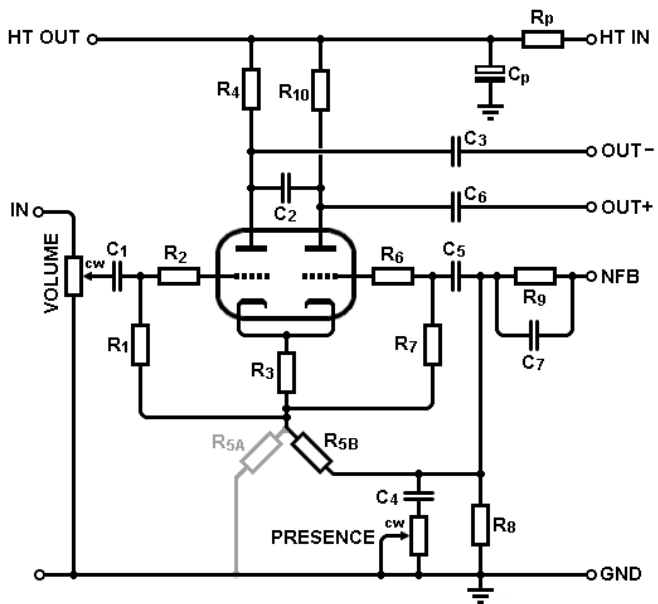 HT OUT
Rp
HT IN
R4
R10
Cp
C3
OUT−
C6
OUT+
C2
IN
VOLUME
cw
C1
R2
R6
C5
NFB
R9
C7
R1
R3
R7
R5A
R5B
C4
cw
PRESENCE
R8
GND